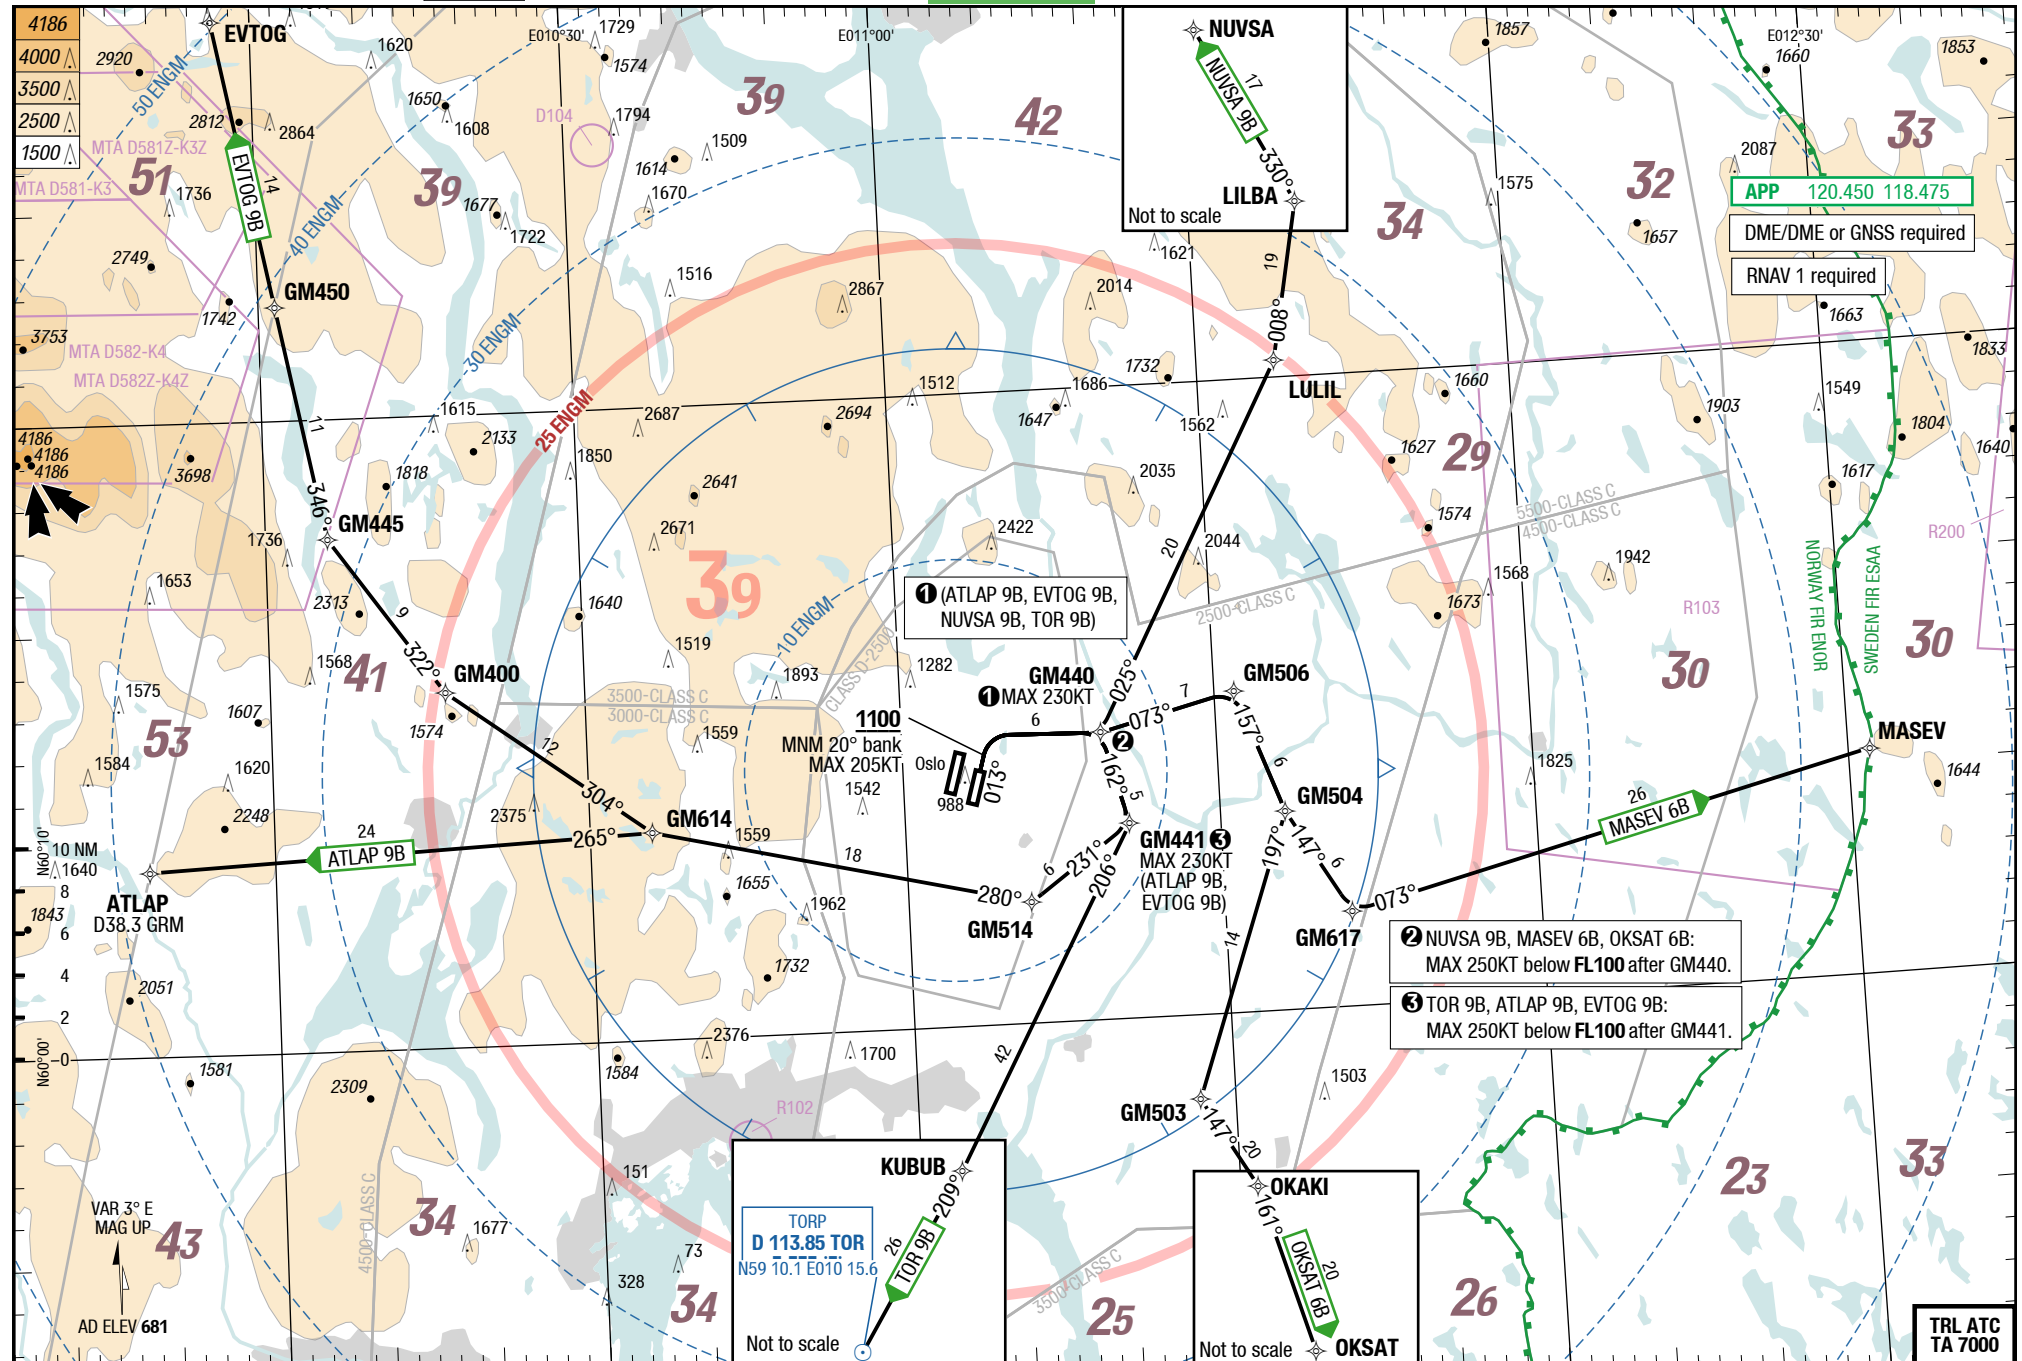 4186
4000
3500
2500
1500
EVTOG
50 ENGM
2920
2812
2864
1620
1650
1608
E010°30'
1729
1574
D104
1794
1509
1614
1670
39
E011°00'
42
NUVSA
17
NUVSA 9B
330°
LILBA
Not to scale
1857
E012°30'
1660
1853
33
2087
32
1575
34
1657
APP 120.450 118.475
DME/DME or GNSS required
RNAV 1 required
1663
MTA D581Z-K3Z
MTA D581-K3
51
1736
EVTOG 9B
14
39
1677
1722
40 ENGM
2749
GM450
1742
3753
MTA D582-K4
MTA D582Z-K4Z
30 ENGM
1516
2867
2014
1621
19
008°
LULIL
1732
1686
1647
1562
1512
2694
2687
25 ENGM
1615
2133
1850
11
4186
4186
4186
3698
1818
346°
GM445
2641
2671
2422
2035
2044
20
1660
1627
29
1574
1903
1549
1833
1804
1640
1617
5500-CLASS C
4500-CLASS C
R200
1942
1568
1673
R103
NORWAY FIR ENOR
SWEDEN FIR ESAA
30
30
1736
1653
2313
9
322°
1640
39
1519
10 ENGM
❶ (ATLAP 9B, EVTOG 9B,
NUVSA 9B, TOR 9B)
2500-CLASS C
CLASS D-2500
1282
1893
1568
41
GM400
1574
3500-CLASS C
3000-CLASS C
1559
1575
1607
53
1584
1620
2248
12
304°
2375
GM614
1559
265°
24
ATLAP 9B
GM440
❶ MAX 230KT
6
1100
MNM 20° bank
MAX 205KT
Oslo
988
013°
1542
025°
❷
073°
7
GM506
157°
6
GM504
162°
5
GM441 ❸
MAX 230KT
(ATLAP 9B,
EVTOG 9B)
231°
6
206°
197°
147°
6
GM617
073°
26
MASEV 6B
MASEV
1825
1644
N60°10'
10 NM
8
6
4
2
0
N60°00'
1640
1843
ATLAP
D38.3 GRM
2051
1581
2309
18
280°
GM514
1655
1962
1732
2376
1584
1700
42
14
❷ NUVSA 9B, MASEV 6B, OKSAT 6B:
MAX 250KT below FL100 after GM440.
❸ TOR 9B, ATLAP 9B, EVTOG 9B:
MAX 250KT below FL100 after GM441.
1503
GM503
147°
20
OKAKI
161°
OKSAT 6B
20
OKSAT
Not to scale
R102
KUBUB
209°
TOR 9B
26
TORP
D 113.85 TOR
N59 10.1 E010 15.6
Not to scale
151
73
328
34
34
1677
4500-CLASS C
3500-CLASS C
25
26
23
33
VAR 3° E
MAG UP
43
AD ELEV 681
TRL ATC
TA 7000